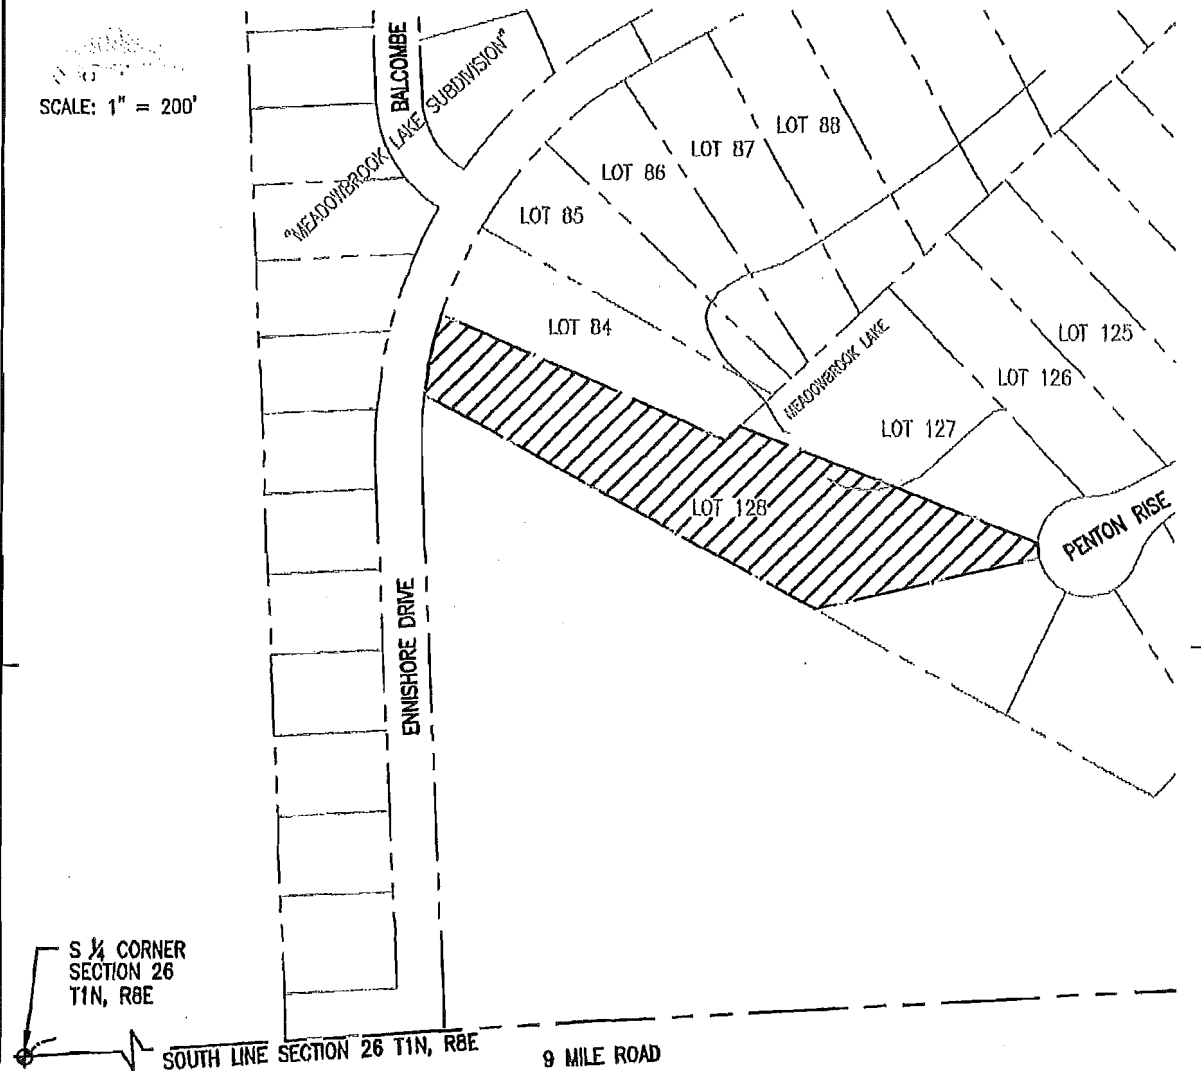 SCALE: 1" = 200'
BALCOMBE
"MEADOWBROOK LAKE SUBDIVISION"
LOT 88
LOT 87
LOT 86
LOT 85
LOT 84
MEADOWBROOK LAKE
LOT 125
LOT 126
LOT 127
LOT 128
PENTON RISE
ENNISHORE DRIVE
S 1/4 CORNER
SECTION 26
T1N, R8E
SOUTH LINE SECTION 26 T1N, R8E
9 MILE ROAD